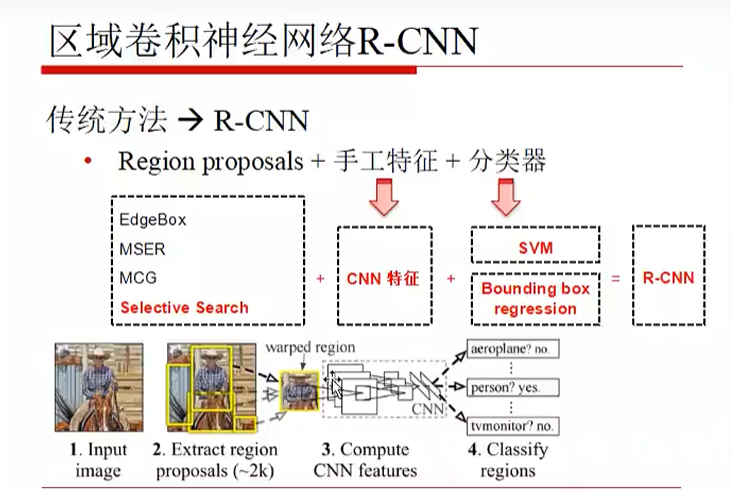 区域卷积神经网络R-CNN
传统方法 → R-CNN
• Region proposals + 手工特征 + 分类器
EdgeBox
MSER
MCG
Selective Search
+
CNN 特征
+
SVM
Bounding box
regression
=
R-CNN
warped region
CNN
aeroplane? no.
⋮
person? yes.
⋮
tvmonitor? no.
1. Input
image
2. Extract region
proposals (~2k)
3. Compute
CNN features
4. Classify
regions